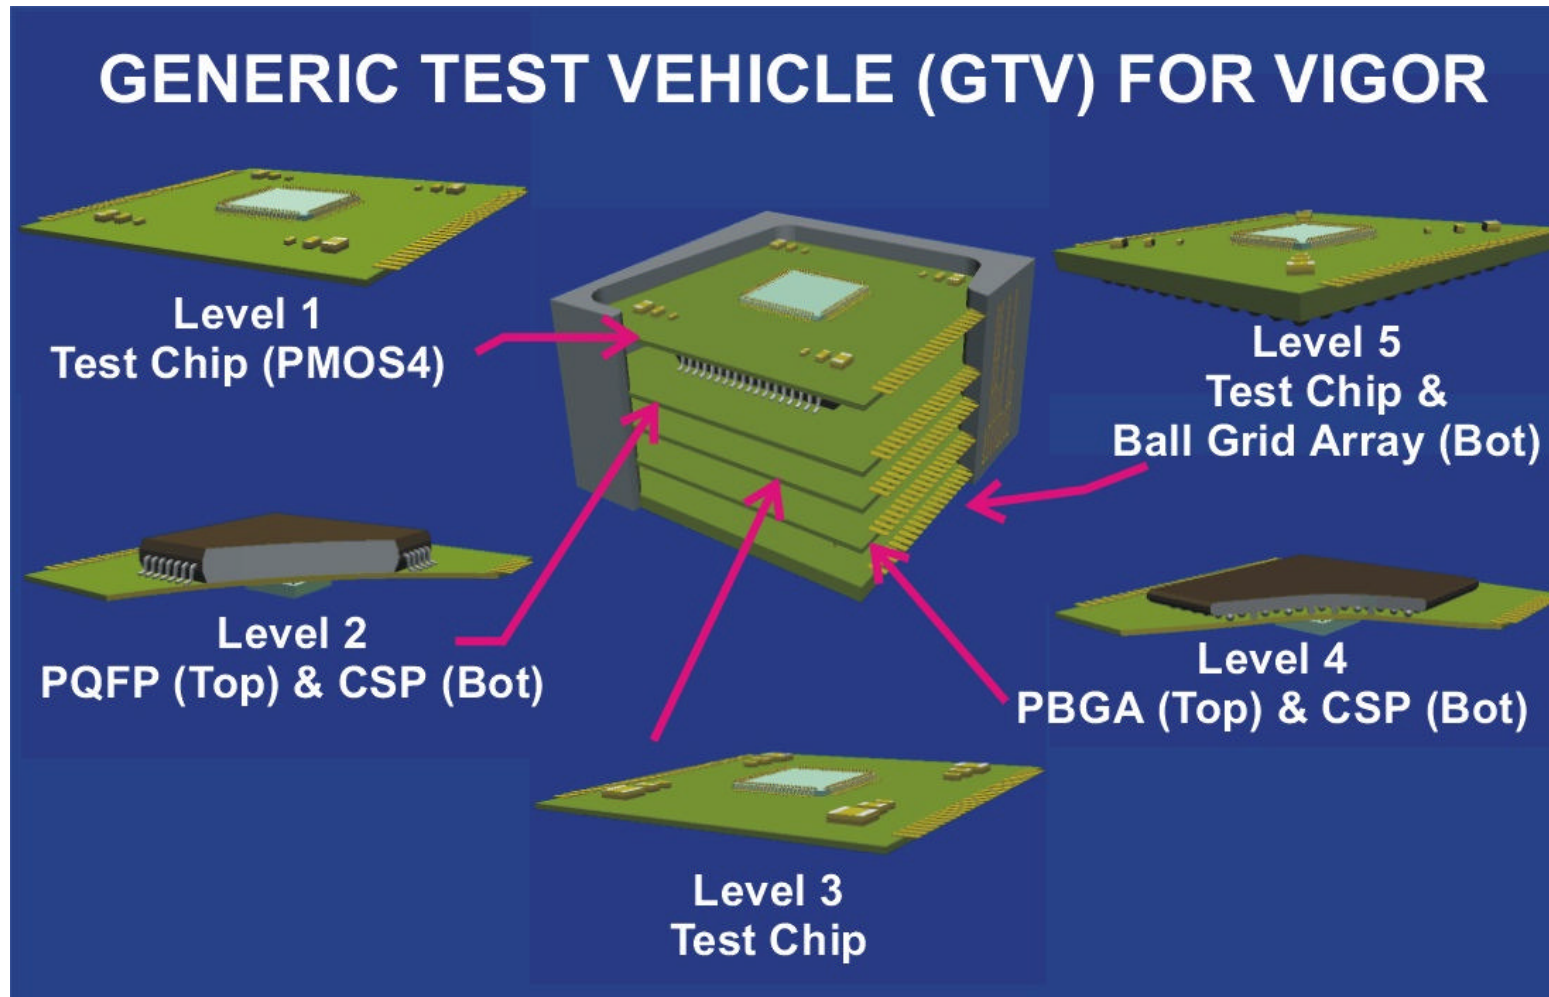 GENERIC TEST VEHICLE (GTV) FOR VIGOR
Level 1
Test Chip (PMOS4)
Level 5
Test Chip &
Ball Grid Array (Bot)
Level 2
PQFP (Top) & CSP (Bot)
Level 4
PBGA (Top) & CSP (Bot)
Level 3
Test Chip